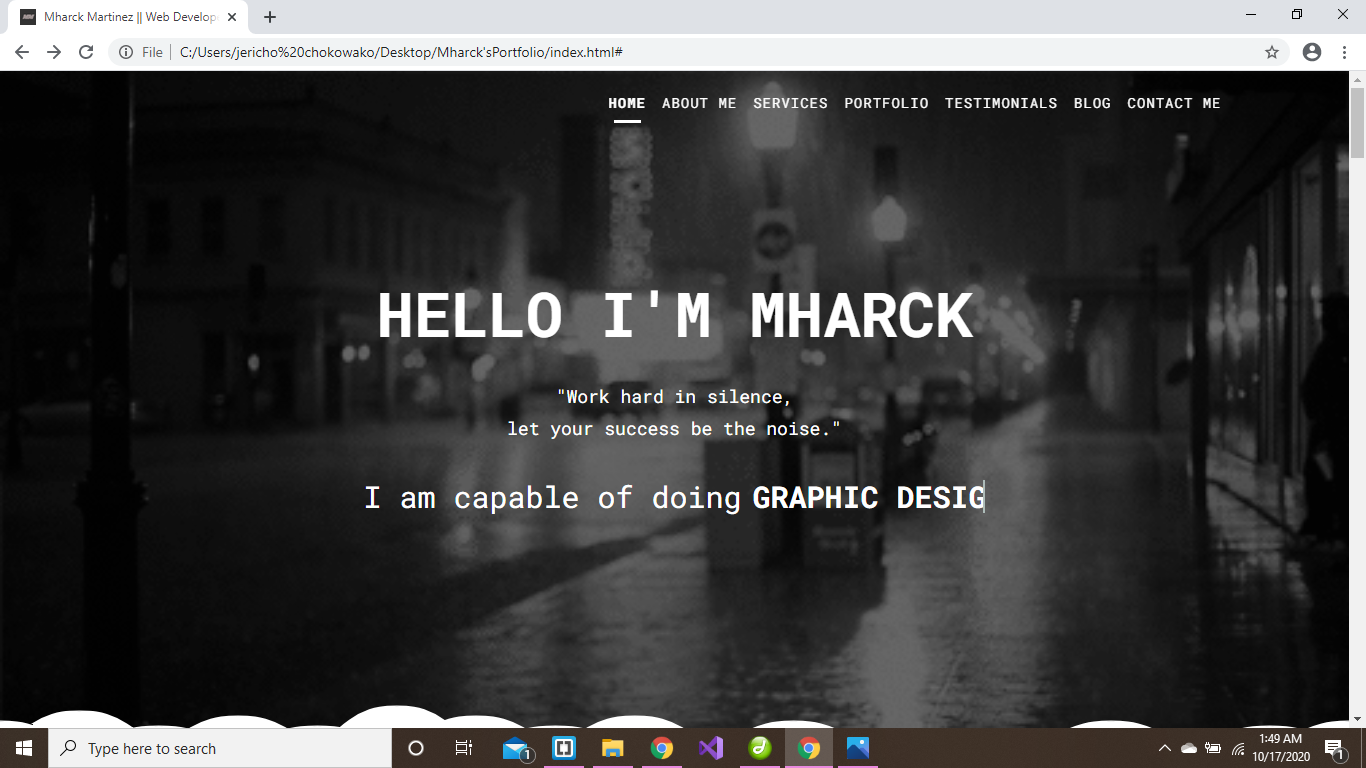 Mharck Martinez || Web Develop
File
C:/Users/jericho%20chokowako/Desktop/Mharck'sPortfolio/index.html#
HOME ABOUT ME SERVICES PORTFOLIO TESTIMONIALS BLOG CONTACT ME
HELLO I'M MHARCK
"Work hard in silence,
let your success be the noise."
I am capable of doing GRAPHIC DESIG
Type here to search
1
1:49 AM
10/17/2020
1